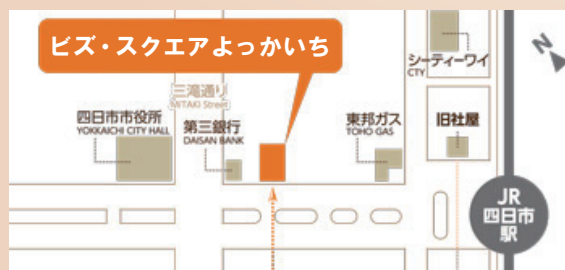 ビズ・スクエアよっかいち
シーティーワイ
CTY
N
三滝通り
MITAKI Street
四日市市役所
YOKKAICHI CITY HALL
第三銀行
DAISAN BANK
東邦ガス
TOHO GAS
旧社屋
JR
四日市
駅